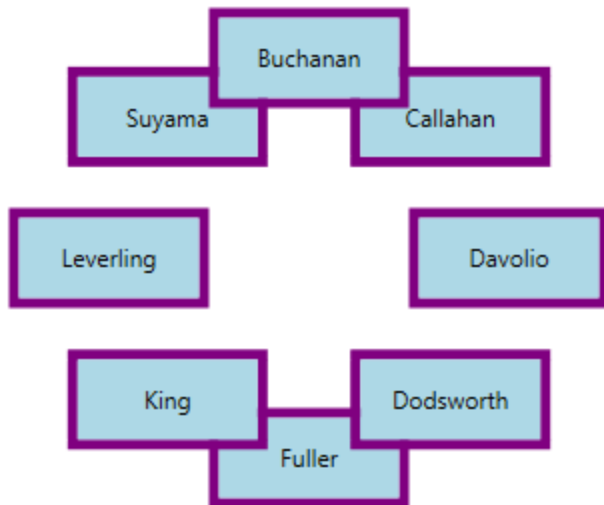 Buchanan
Suyama
Callahan
Leverling
Davolio
King
Dodsworth
Fuller